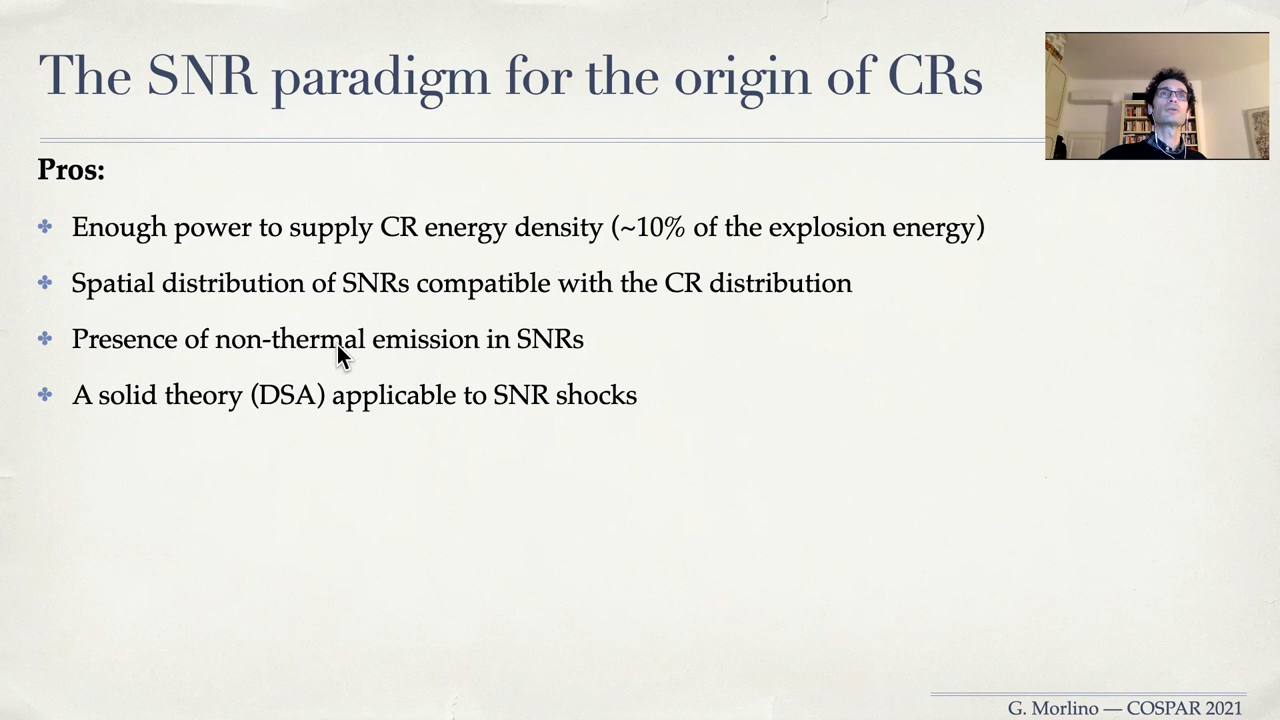 The SNR paradigm for the origin of CRs
Pros:
Enough power to supply CR energy density (~10% of the explosion energy)
Spatial distribution of SNRs compatible with the CR distribution
Presence of non-thermal emission in SNRs
A solid theory (DSA) applicable to SNR shocks
G. Morlino — COSPAR 2021